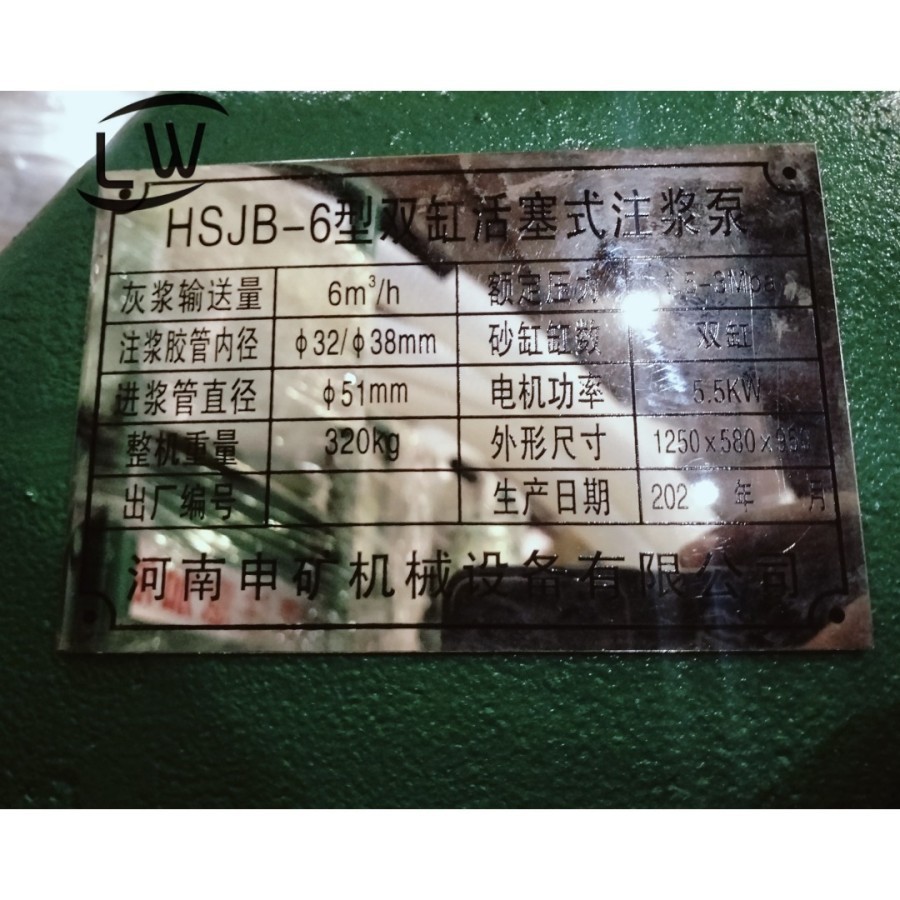 LW
HSJB-6型双缸活塞式注浆泵
灰浆输送量 6m³/h 额定压力 -3Mpa
注浆胶管内径 φ32/φ38mm 砂缸缸数 双缸
进浆管直径 φ51mm 电机功率 5.5KW
整机重量 320kg 外形尺寸 1250×580×
出厂编号 生产日期 202 年 月
河南申矿机械设备有限公司